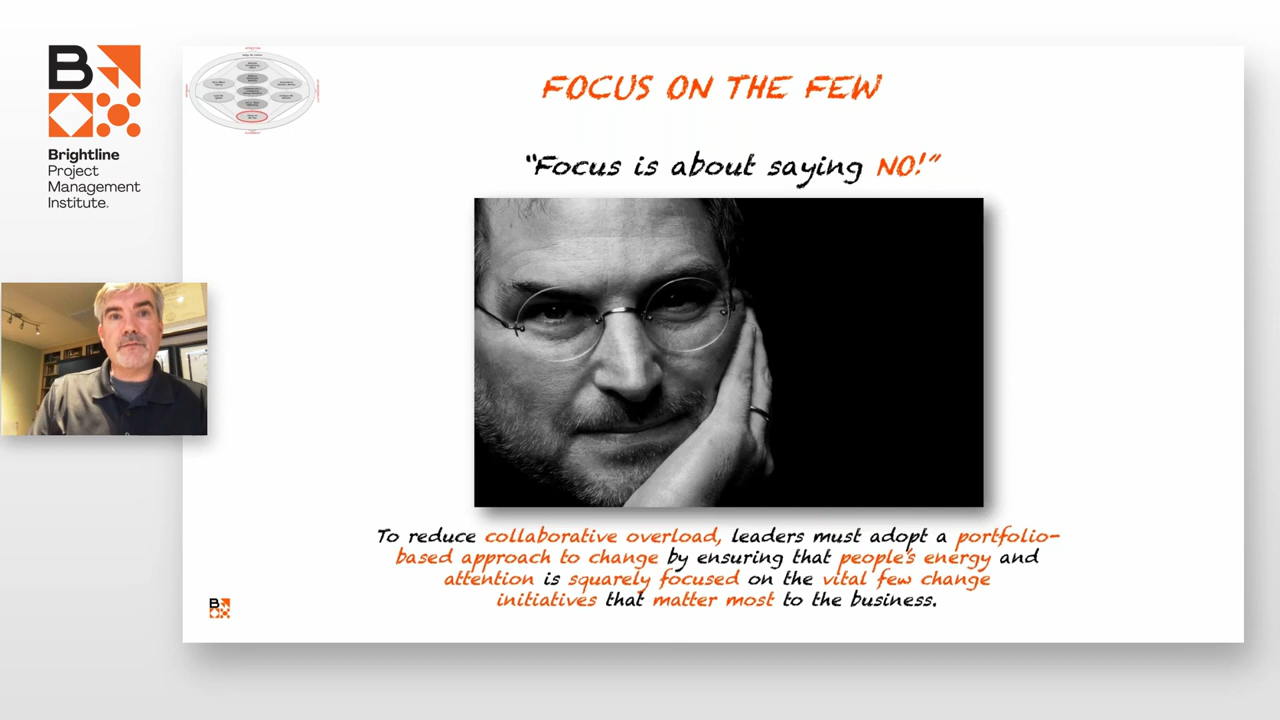 B
Brightline
Project
Management
Institute.
FOCUS ON THE FEW
"Focus is about saying NO!"
To reduce collaborative overload, leaders must adopt a portfolio-
based approach to change by ensuring that people's energy and
attention is squarely focused on the vital few change
initiatives that matter most to the business.
B